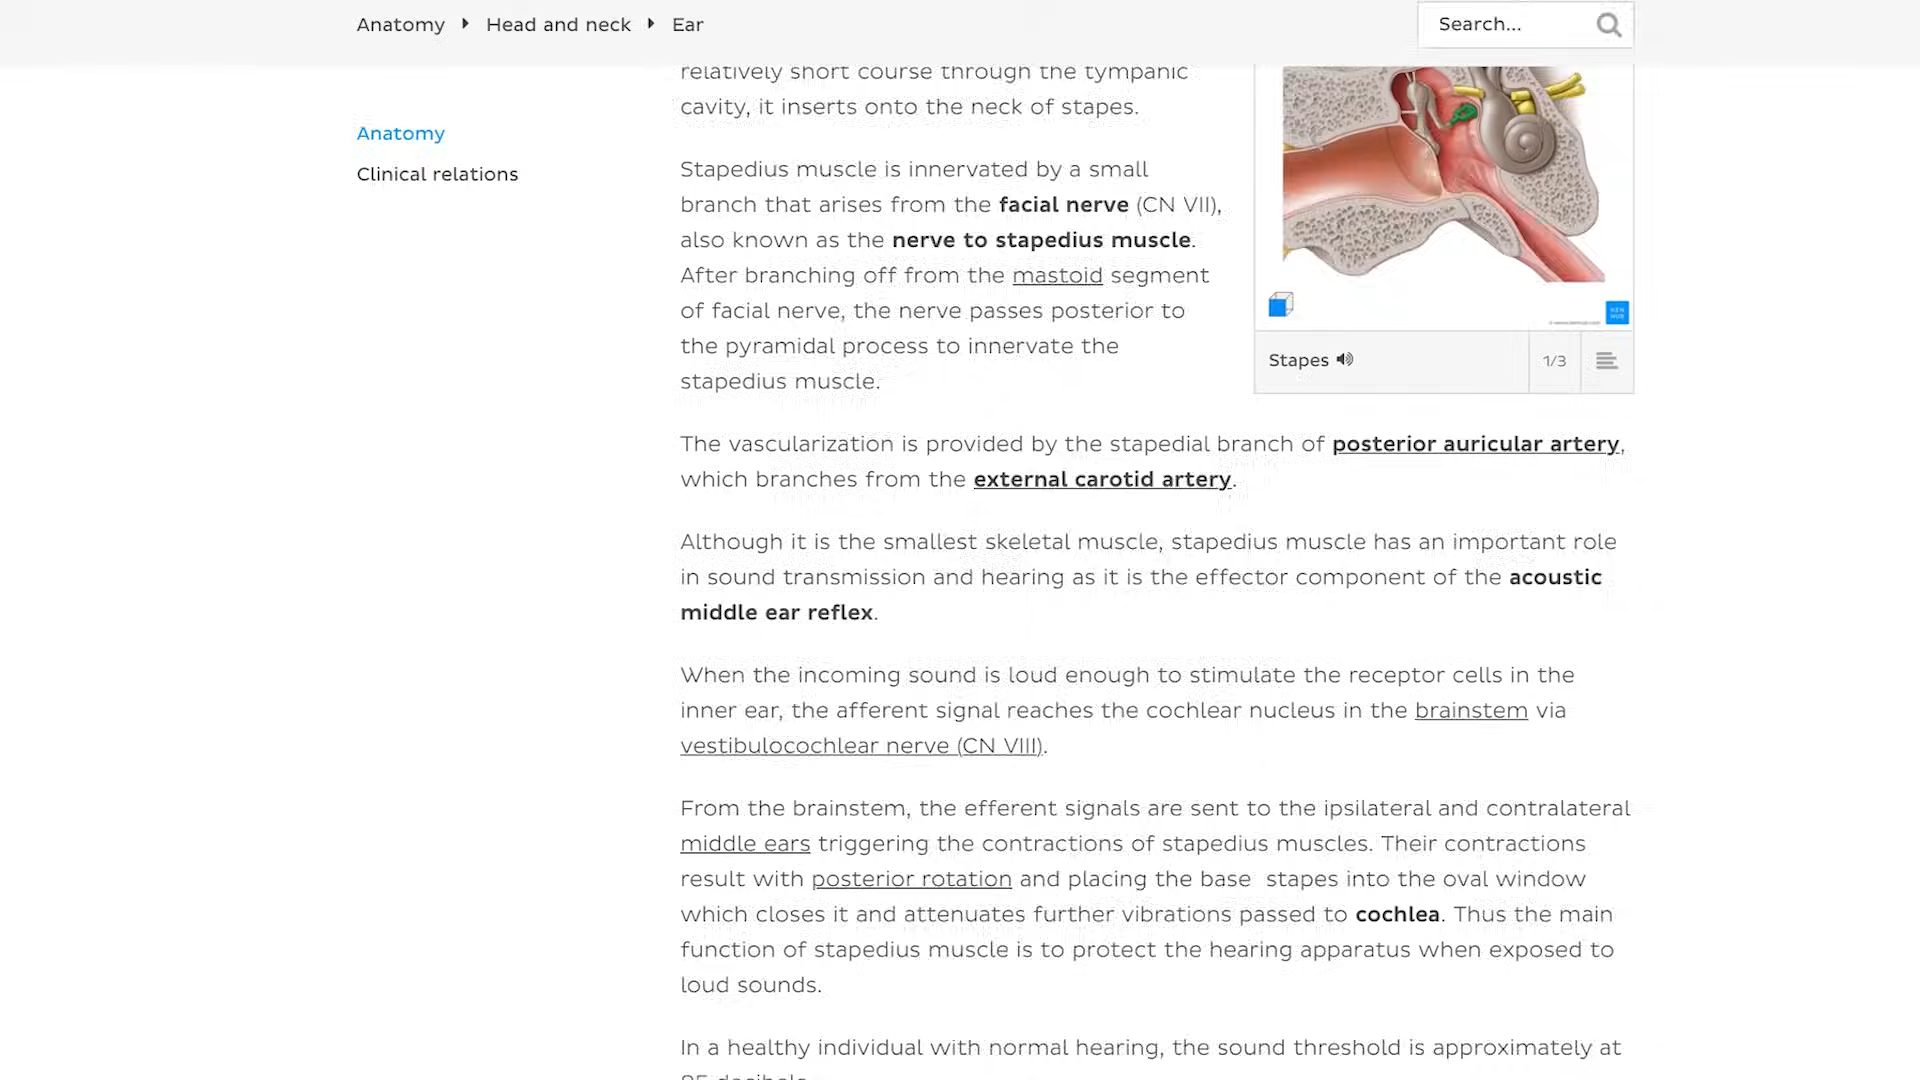 Anatomy Head and neck Ear
Search...
Anatomy
Clinical relations
relatively short course through the tympanic
cavity, it inserts onto the neck of stapes.
Stapedius muscle is innervated by a small
branch that arises from the facial nerve (CN VII),
also known as the nerve to stapedius muscle.
After branching off from the mastoid segment
of facial nerve, the nerve passes posterior to
the pyramidal process to innervate the
stapedius muscle.
KEN
HUB
Stapes
1/3
The vascularization is provided by the stapedial branch of posterior auricular artery,
which branches from the external carotid artery.
Although it is the smallest skeletal muscle, stapedius muscle has an important role
in sound transmission and hearing as it is the effector component of the acoustic
middle ear reflex.
When the incoming sound is loud enough to stimulate the receptor cells in the
inner ear, the afferent signal reaches the cochlear nucleus in the brainstem via
vestibulocochlear nerve (CN VIII).
From the brainstem, the efferent signals are sent to the ipsilateral and contralateral
middle ears triggering the contractions of stapedius muscles. Their contractions
result with posterior rotation and placing the base stapes into the oval window
which closes it and attenuates further vibrations passed to cochlea. Thus the main
function of stapedius muscle is to protect the hearing apparatus when exposed to
loud sounds.
In a healthy individual with normal hearing, the sound threshold is approximately at